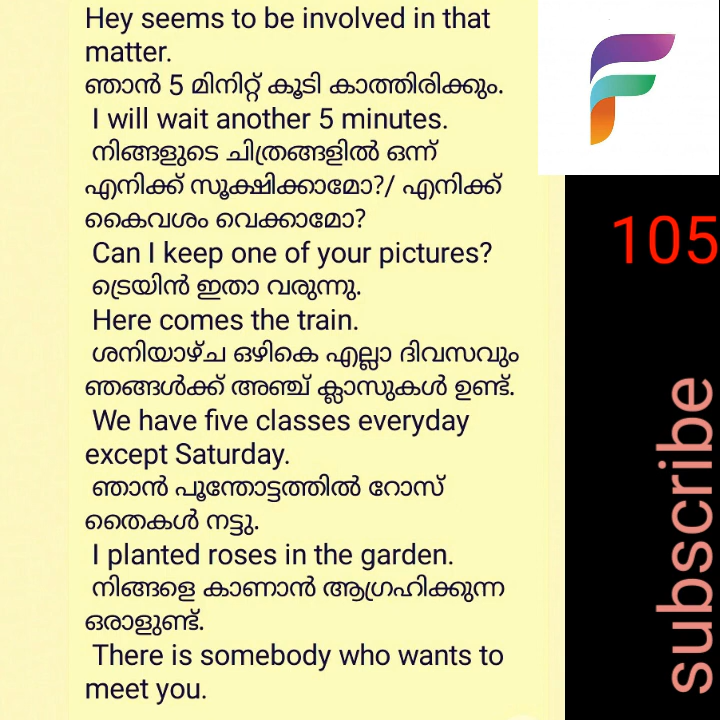 Hey seems to be involved in that
matter.
ഞാൻ 5 മിനിറ്റ് കൂടി കാത്തിരിക്കും.
I will wait another 5 minutes.
നിങ്ങളുടെ ചിത്രങ്ങളിൽ ഒന്ന്
എനിക്ക് സൂക്ഷിക്കാമോ?/ എനിക്ക്
കൈവശം വെക്കാമോ?
Can I keep one of your pictures?
ട്രെയിൻ ഇതാ വരുന്നു.
Here comes the train.
ശനിയാഴ്ച ഒഴികെ എല്ലാ ദിവസവും
ഞങ്ങൾക്ക് അഞ്ച് ക്ലാസുകൾ ഉണ്ട്.
We have five classes everyday
except Saturday.
ഞാൻ പൂന്തോട്ടത്തിൽ റോസ്
തൈകൾ നട്ടു.
I planted roses in the garden.
നിങ്ങളെ കാണാൻ ആഗ്രഹിക്കുന്ന
ഒരാളുണ്ട്.
There is somebody who wants to
meet you.
F
105
subscribe